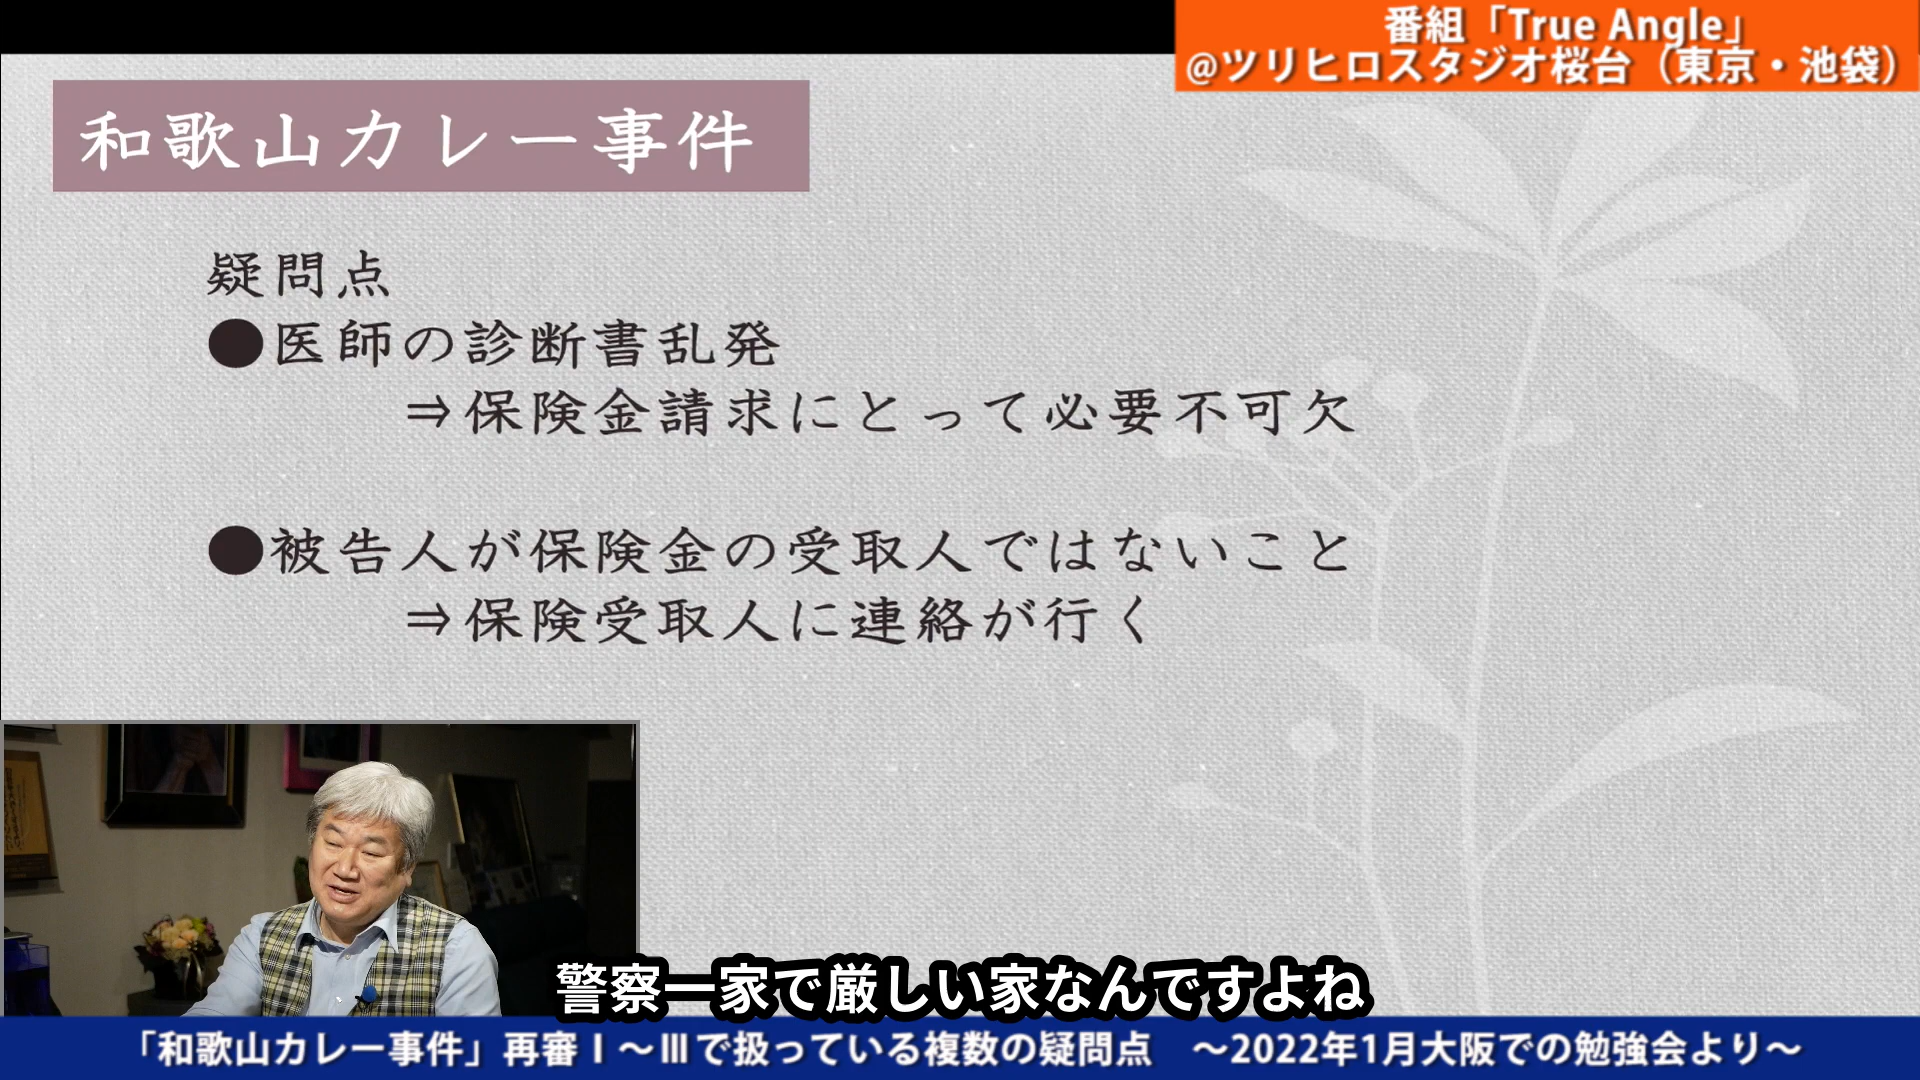 番組「True Angle」
@ツリヒロスタジオ桜台（東京・池袋）
和歌山カレー事件
疑問点
●医師の診断書乱発
⇒保険金請求にとって必要不可欠
●被告人が保険金の受取人ではないこと
⇒保険受取人に連絡が行く
警察一家で厳しい家なんですよね
「和歌山カレー事件」再審Ⅰ～Ⅲで扱っている複数の疑問点　～2022年1月大阪での勉強会より～